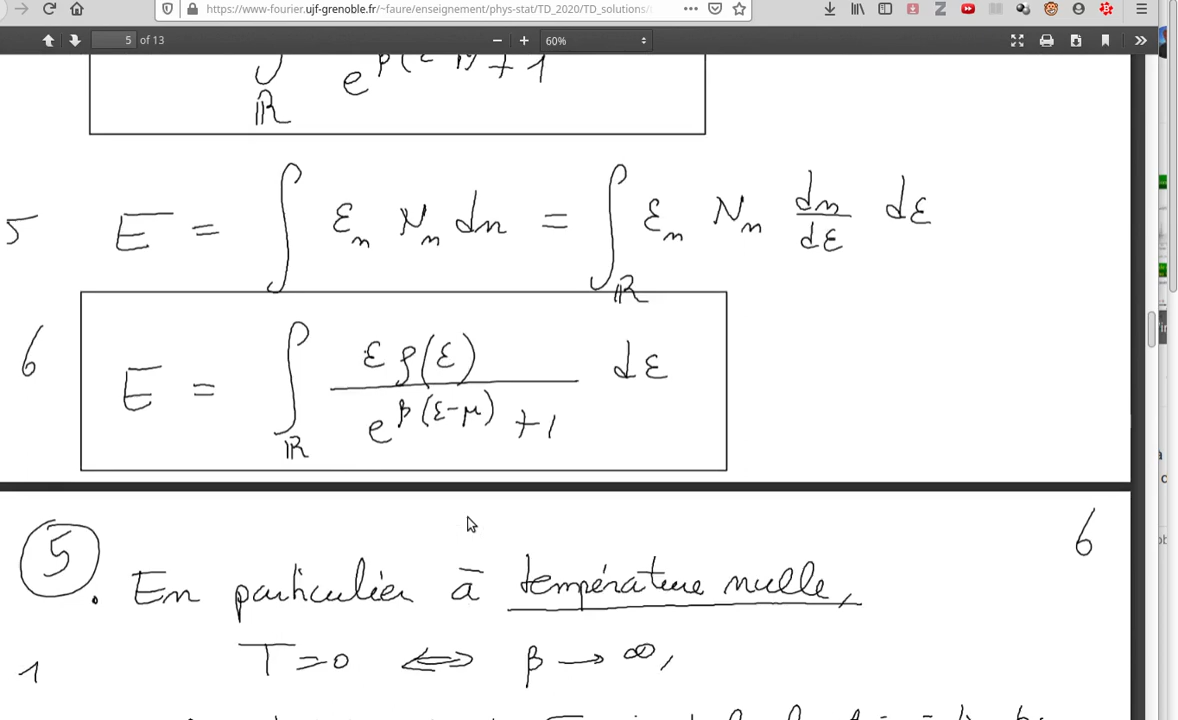 https://www-fourier.ujf-grenoble.fr/~faure/enseignement/phys-stat/TD_2020/TD_solutions/
5 of 13
60%
ℝ e^β(ε-μ) + 1
5 E = ∫ ε_n N_n dn = ∫_ℝ ε_n N_n dn/dε dε
6 E = ∫_ℝ ε ρ(ε) / (e^β(ε-μ) + 1) dε
5. 6
En particulier à température nulle,
1 T=0 ⟺ β → ∞,